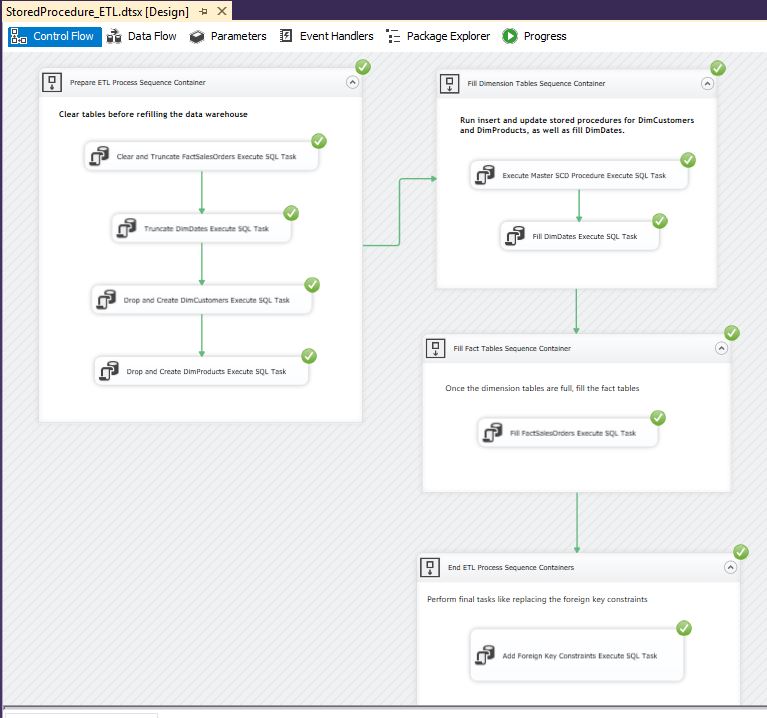 StoredProcedure_ETL.dtsx [Design]
Control Flow
Data Flow
Parameters
Event Handlers
Package Explorer
Progress
Prepare ETL Process Sequence Container
Clear tables before refilling the data warehouse
Clear and Truncate FactSalesOrders Execute SQL Task
Truncate DimDates Execute SQL Task
Drop and Create DimCustomers Execute SQL Task
Drop and Create DimProducts Execute SQL Task
Fill Dimension Tables Sequence Container
Run insert and update stored procedures for DimCustomers
and DimProducts, as well as fill DimDates.
Execute Master SCD Procedure Execute SQL Task
Fill DimDates Execute SQL Task
Fill Fact Tables Sequence Container
Once the dimension tables are full, fill the fact tables
Fill FactSalesOrders Execute SQL Task
End ETL Process Sequence Containers
Perform final tasks like replacing the foreign key constraints
Add Foreign Key Constraints Execute SQL Task